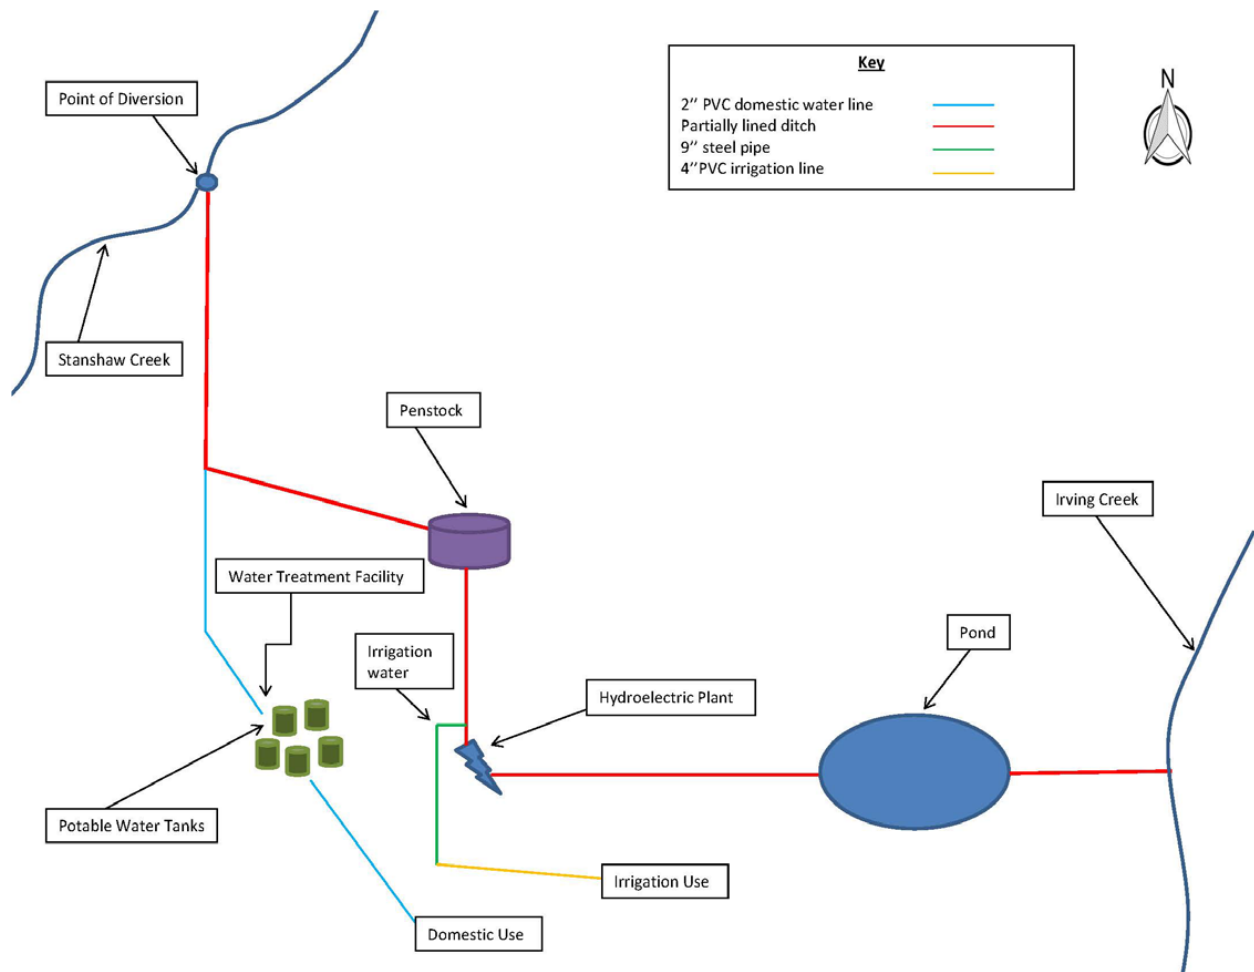 Point of Diversion
Key
2’’ PVC domestic water line
Partially lined ditch
9’’ steel pipe
4’’PVC irrigation line
N
Stanshaw Creek
Penstock
Irving Creek
Water Treatment Facility
Irrigation
water
Pond
Hydroelectric Plant
Potable Water Tanks
Irrigation Use
Domestic Use